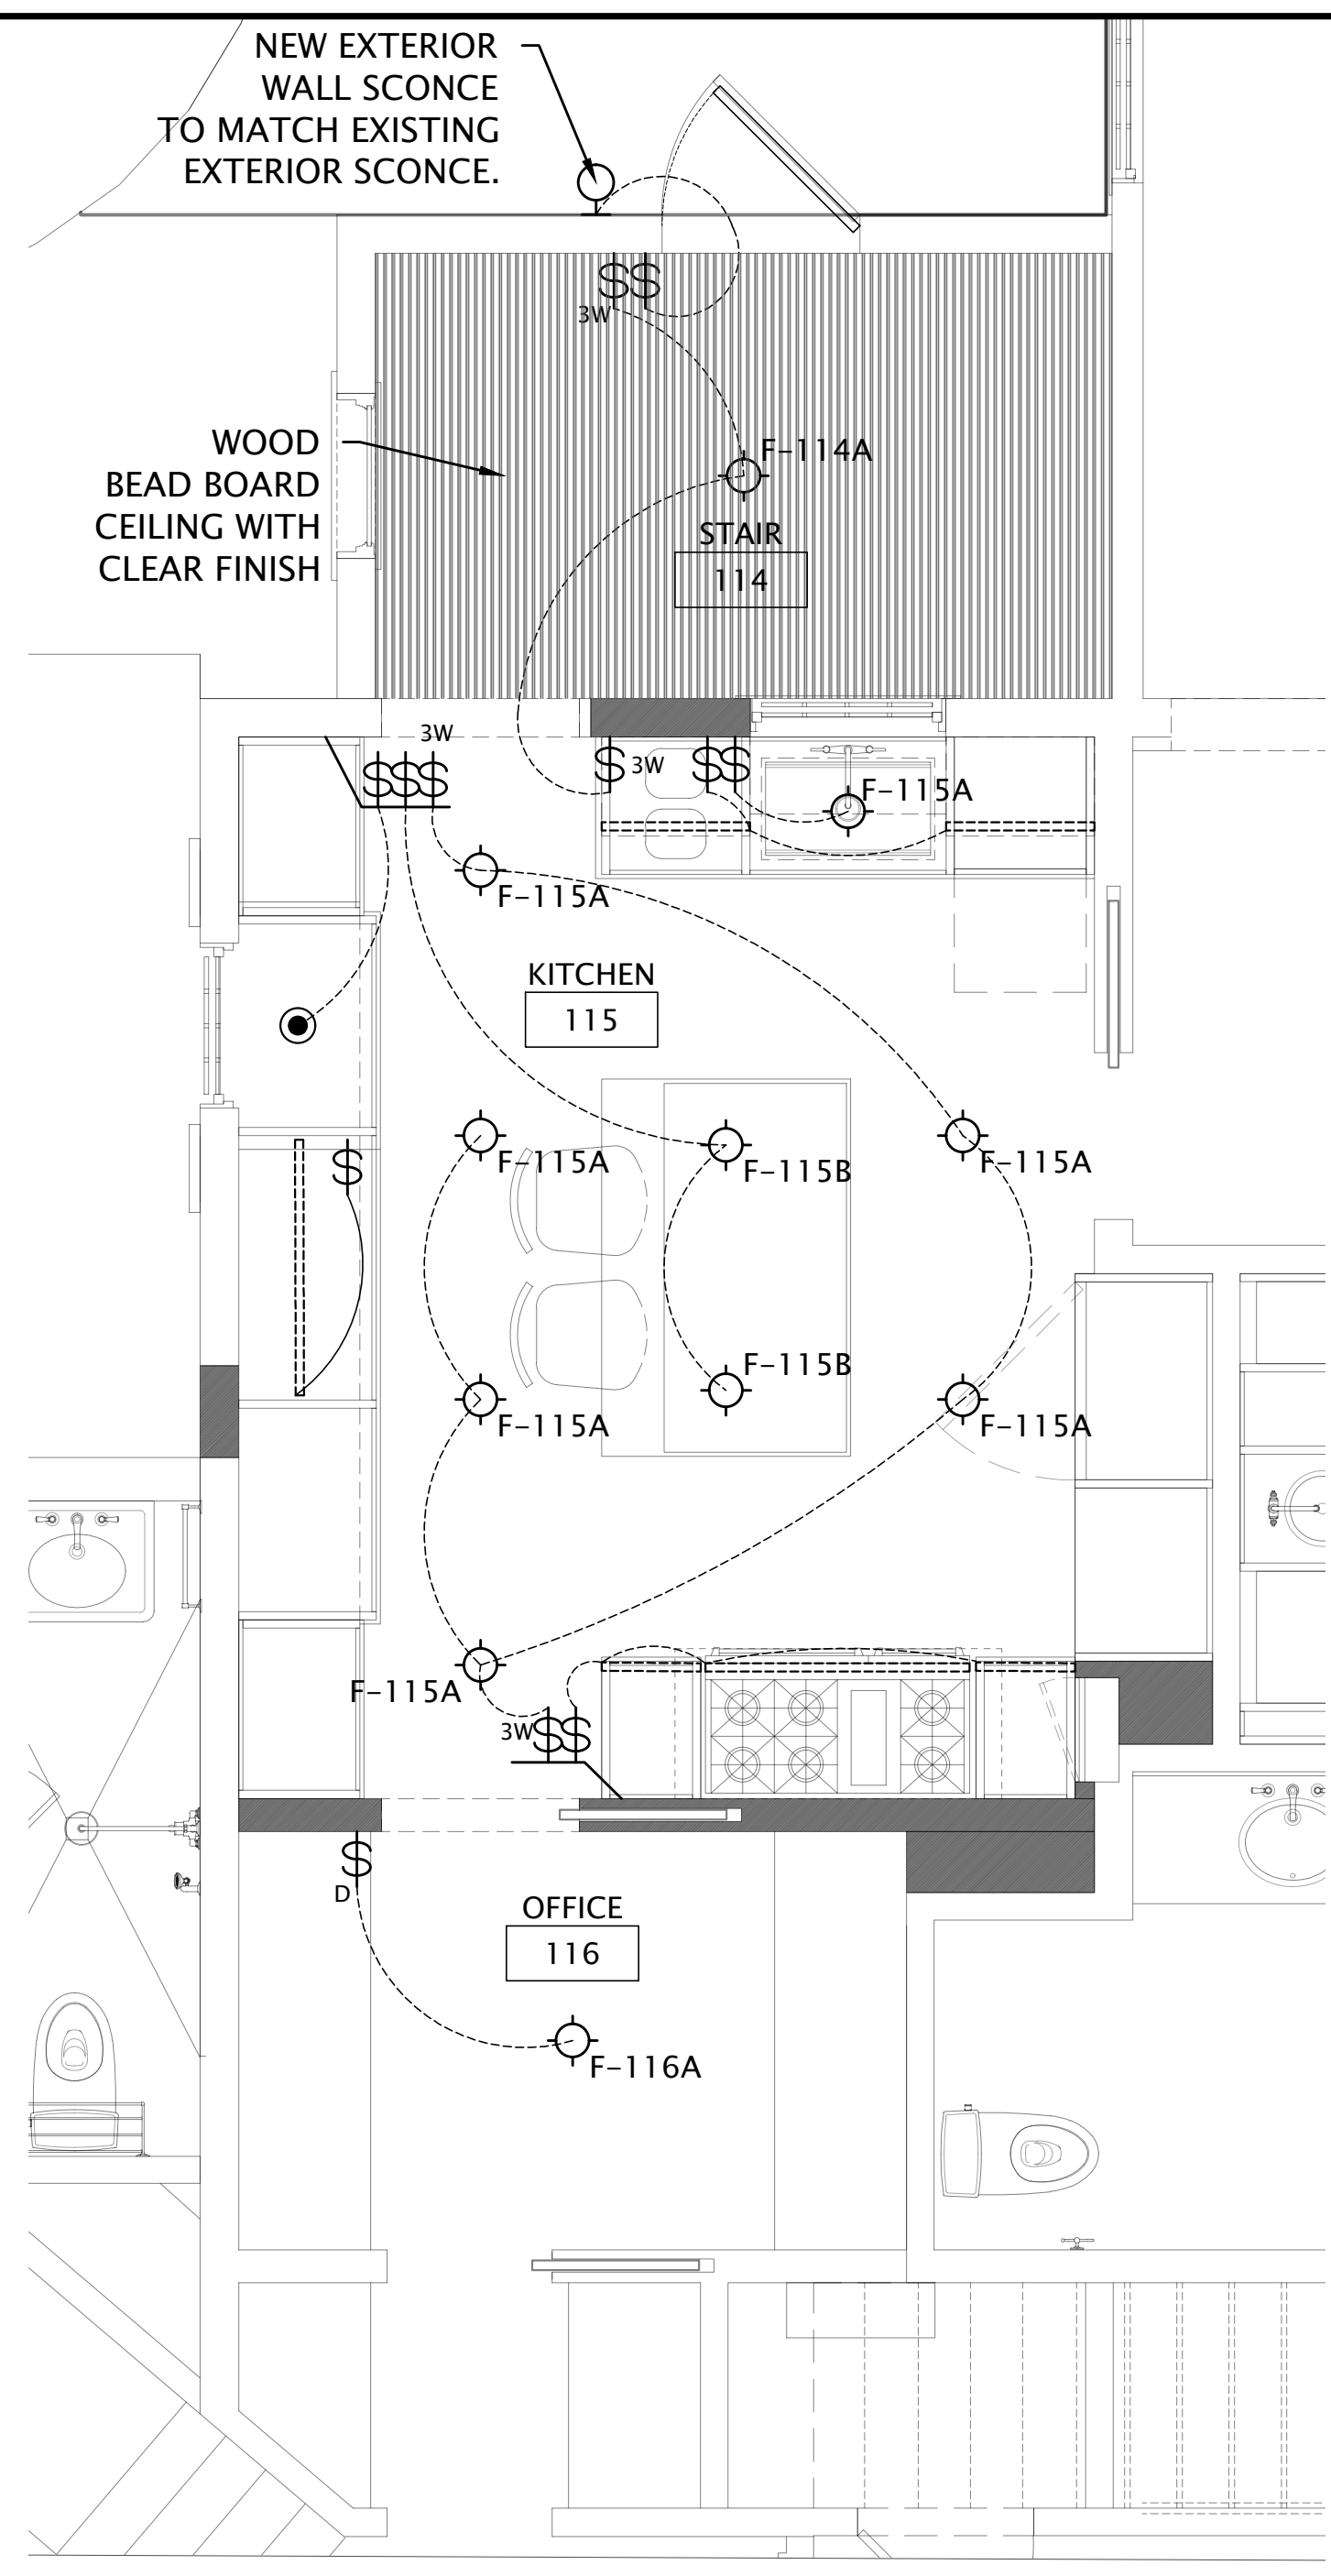 NEW EXTERIOR
WALL SCONCE
TO MATCH EXISTING
EXTERIOR SCONCE.
$$
3W
WOOD
BEAD BOARD
CEILING WITH
CLEAR FINISH
F-114A
STAIR
114
3W
$$$
$ 3W
$$
F-115A
F-115A
KITCHEN
115
F-115A
F-115B
F-115A
$
F-115B
F-115A
F-115A
F-115A
3W $$
$
D
OFFICE
116
F-116A